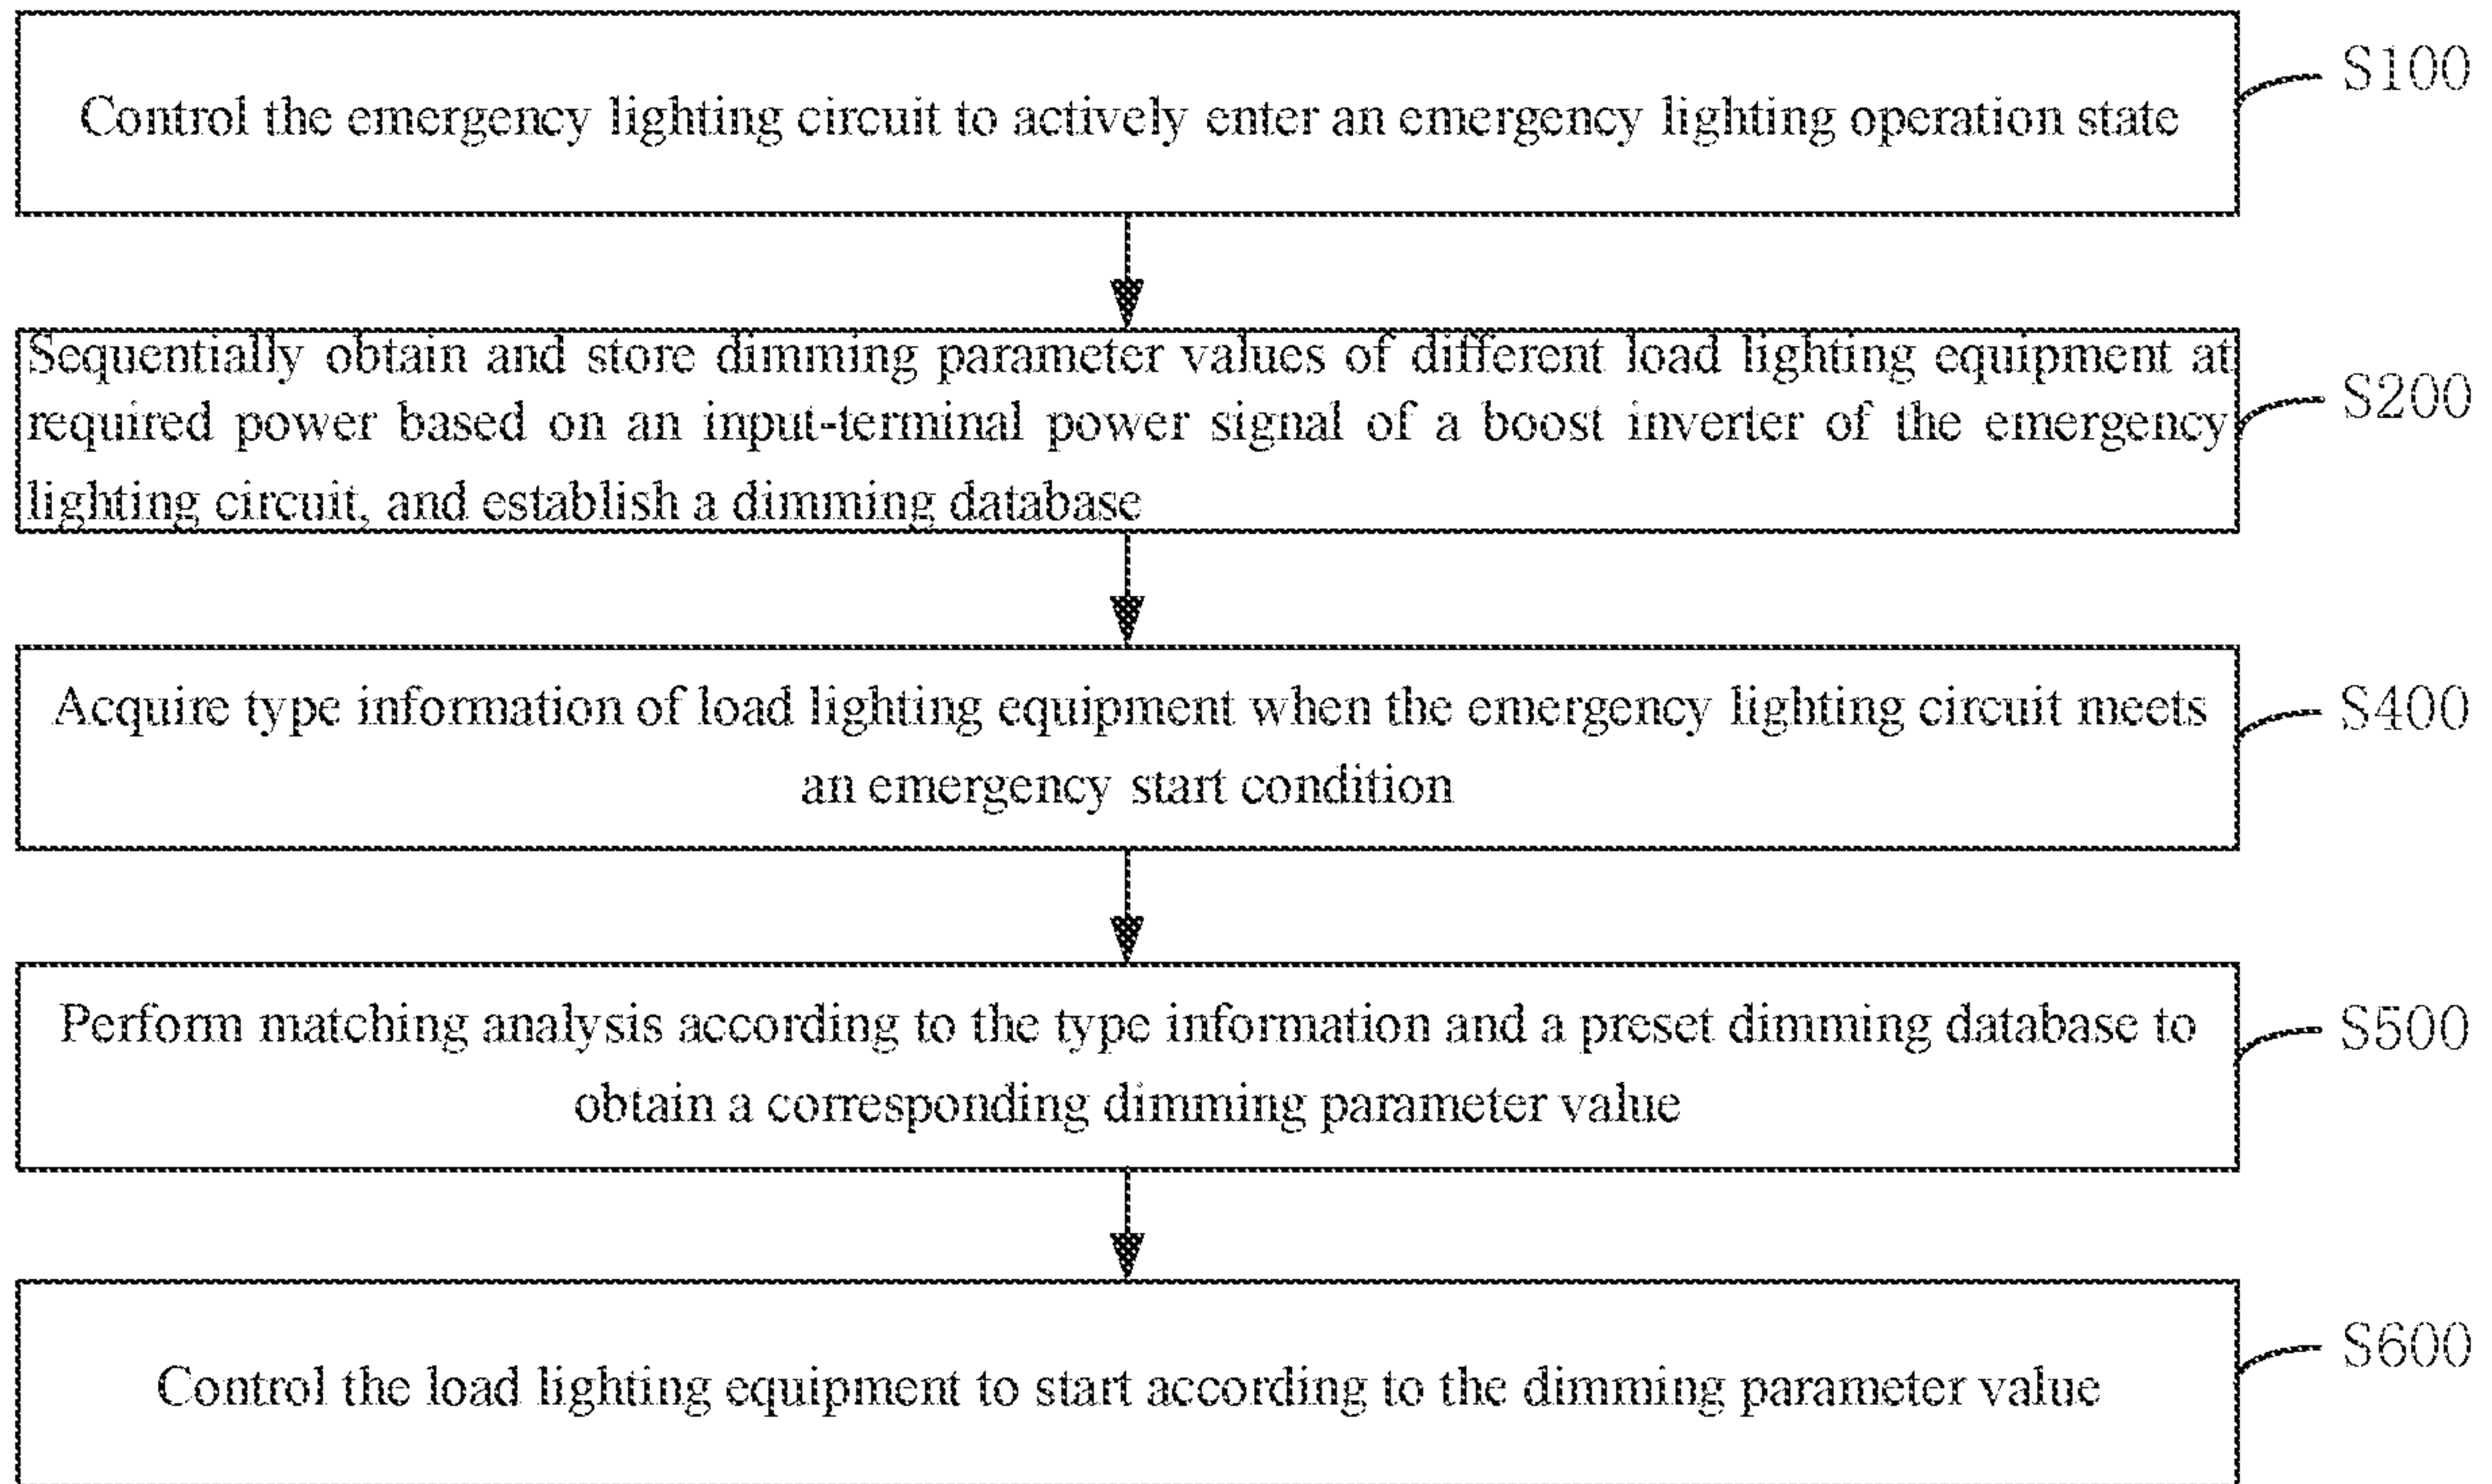 Control the emergency lighting circuit to actively enter an emergency lighting operation state
S100
Sequentially obtain and store dimming parameter values of different load lighting equipment at
required power based on an input-terminal power signal of a boost inverter of the emergency
lighting circuit, and establish a dimming database
S200
Acquire type information of load lighting equipment when the emergency lighting circuit meets
an emergency start condition
S400
Perform matching analysis according to the type information and a preset dimming database to
obtain a corresponding dimming parameter value
S500
Control the load lighting equipment to start according to the dimming parameter value
S600